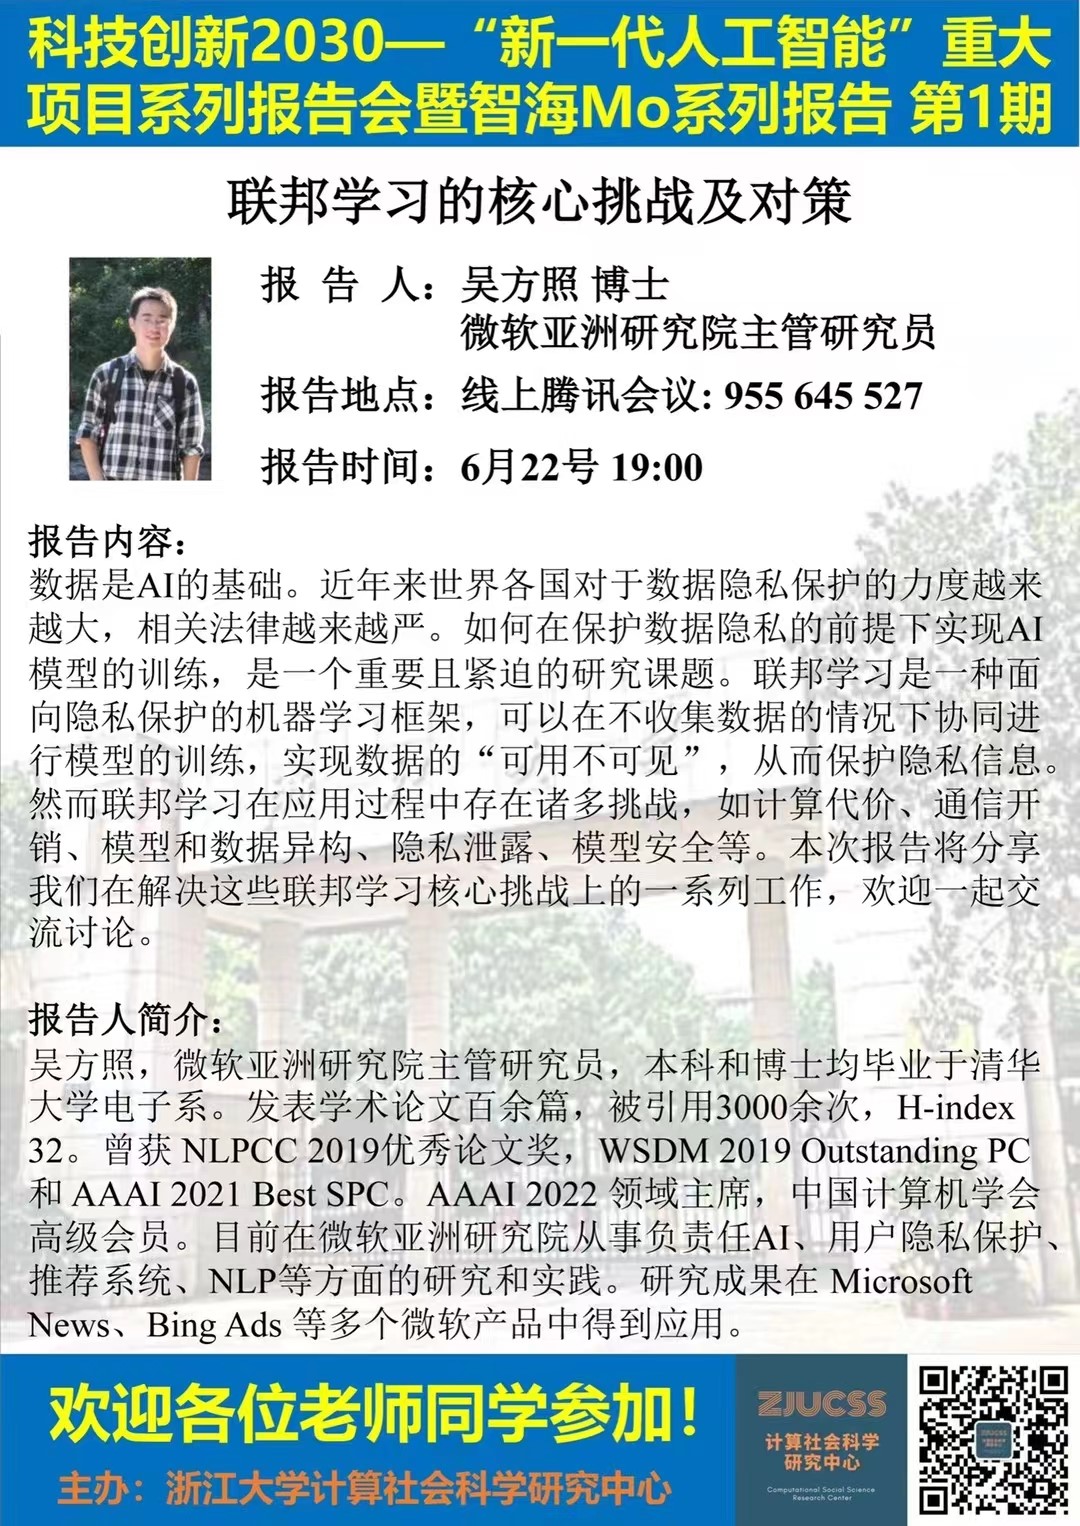 科技创新2030—“新一代人工智能”重大
项目系列报告会暨智海Mo系列报告 第1期
联邦学习的核心挑战及对策
报 告 人：吴方照 博士
微软亚洲研究院主管研究员
报告地点：线上腾讯会议: 955 645 527
报告时间：6月22号 19:00
报告内容：
数据是AI的基础。近年来世界各国对于数据隐私保护的力度越来
越大，相关法律越来越严。如何在保护数据隐私的前提下实现AI
模型的训练，是一个重要且紧迫的研究课题。联邦学习是一种面
向隐私保护的机器学习框架，可以在不收集数据的情况下协同进
行模型的训练，实现数据的“可用不可见”，从而保护隐私信息。
然而联邦学习在应用过程中存在诸多挑战，如计算代价、通信开
销、模型和数据异构、隐私泄露、模型安全等。本次报告将分享
我们在解决这些联邦学习核心挑战上的一系列工作，欢迎一起交
流讨论。
报告人简介：
吴方照，微软亚洲研究院主管研究员，本科和博士均毕业于清华
大学电子系。发表学术论文百余篇，被引用3000余次，H-index
32。曾获 NLPCC 2019优秀论文奖，WSDM 2019 Outstanding PC
和 AAAI 2021 Best SPC。AAAI 2022 领域主席，中国计算机学会
高级会员。目前在微软亚洲研究院从事负责任AI、用户隐私保护、
推荐系统、NLP等方面的研究和实践。研究成果在 Microsoft
News、Bing Ads 等多个微软产品中得到应用。
欢迎各位老师同学参加！
主办：浙江大学计算社会科学研究中心
ZJUCSS
计算社会科学
研究中心
Computational Social Science
Research Center